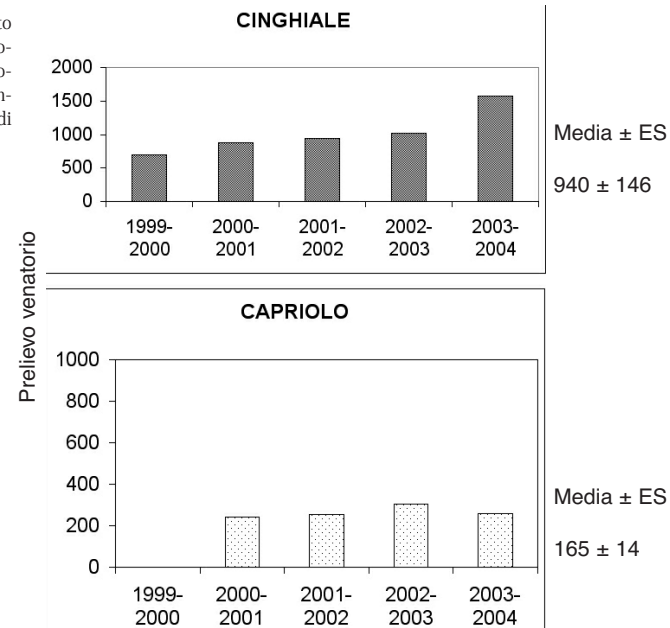 to
o-
o-
n-
di
CINGHIALE
2000
1500
1000
500
0
1999-
2000
2000-
2001
2001-
2002
2002-
2003
2003-
2004
Media ± ES
940 ± 146
Prelievo venatorio
CAPRIOLO
1000
800
600
400
200
0
1999-
2000
2000-
2001
2001-
2002
2002-
2003
2003-
2004
Media ± ES
165 ± 14